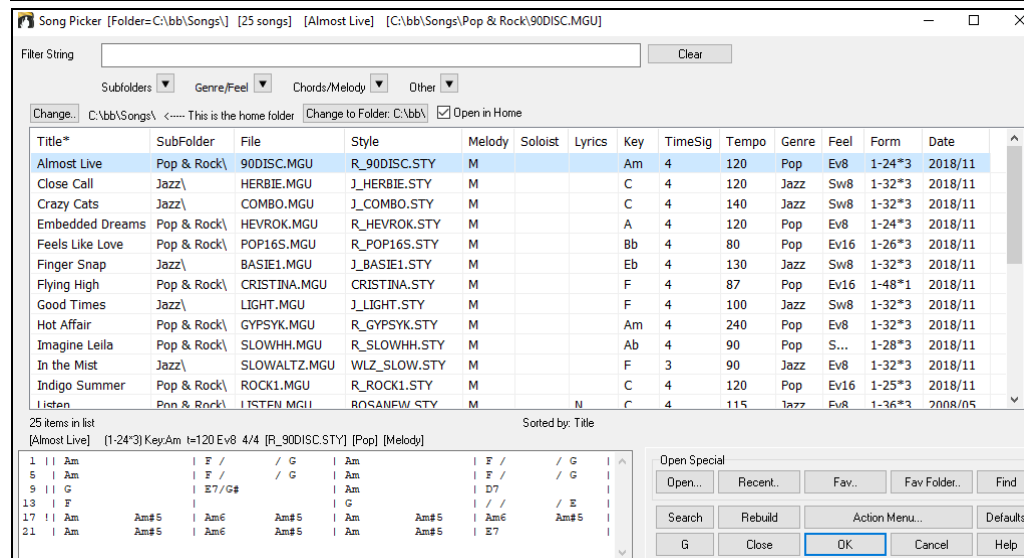 Song Picker [Folder=C:\bb\Songs\] [25 songs] [Almost Live] [C:\bb\Songs\Pop & Rock\90DISC.MGU]
Filter String Clear
Subfolders Genre/Feel Chords/Melody Other
Change.. C:\bb\Songs\ <---- This is the home folder Change to Folder: C:\bb\ Open in Home
Title* SubFolder File Style Melody Soloist Lyrics Key TimeSig Tempo Genre Feel Form Date
Almost Live Pop & Rock\ 90DISC.MGU R_90DISC.STY M Am 4 120 Pop Ev8 1-24*3 2018/11
Close Call Jazz\ HERBIE.MGU J_HERBIE.STY M C 4 120 Jazz Sw8 1-32*3 2018/11
Crazy Cats Jazz\ COMBO.MGU J_COMBO.STY M C 4 140 Jazz Sw8 1-32*3 2018/11
Embedded Dreams Pop & Rock\ HEVROK.MGU R_HEVROK.STY M A 4 120 Pop Ev8 1-24*3 2018/11
Feels Like Love Pop & Rock\ POP16S.MGU R_POP16S.STY M Bb 4 80 Pop Ev16 1-26*3 2018/11
Finger Snap Jazz\ BASIE1.MGU J_BASIE1.STY M Eb 4 130 Jazz Sw8 1-32*3 2018/11
Flying High Pop & Rock\ CRISTINA.MGU CRISTINA.STY M F 4 87 Pop Ev16 1-48*1 2018/11
Good Times Jazz\ LIGHT.MGU J_LIGHT.STY M F 4 100 Jazz Sw8 1-32*3 2018/11
Hot Affair Pop & Rock\ GYPSYK.MGU R_GYPSYK.STY M Am 4 240 Pop Ev8 1-32*3 2018/11
Imagine Leila Pop & Rock\ SLOWHH.MGU R_SLOWHH.STY M Ab 4 90 Pop S... 1-28*3 2018/11
In the Mist Jazz\ SLOWALTZ.MGU WLZ_SLOW.STY M F 3 90 Jazz Ev8 1-32*3 2018/11
Indigo Summer Pop & Rock\ ROCK1.MGU R_ROCK1.STY M C 4 120 Pop Ev16 1-25*3 2018/11
Listen Pop & Rock\ LISTEN.MGU BOSANEW.STY M N C 4 115 Jazz Ev8 1-36*3 2008/05
25 items in list Sorted by: Title
[Almost Live] (1-24*3) Key:Am t=120 Ev8 4/4 [R_90DISC.STY] [Pop] [Melody]
1 || Am | F / / G | Am | F / / G |
5 | Am | F / / G | Am | F / / G |
9 || G | E7/G# | Am | D7 |
13 | F | | G | / / / E |
17 !| Am Am#5 | Am6 Am#5 | Am Am#5 | Am6 Am#5 |
21 | Am Am#5 | Am6 Am#5 | Am Am#5 | E7 |
Open Special
Open... Recent.. Fav.. Fav Folder.. Find
Search Rebuild Action Menu... Defaults
G Close OK Cancel Help